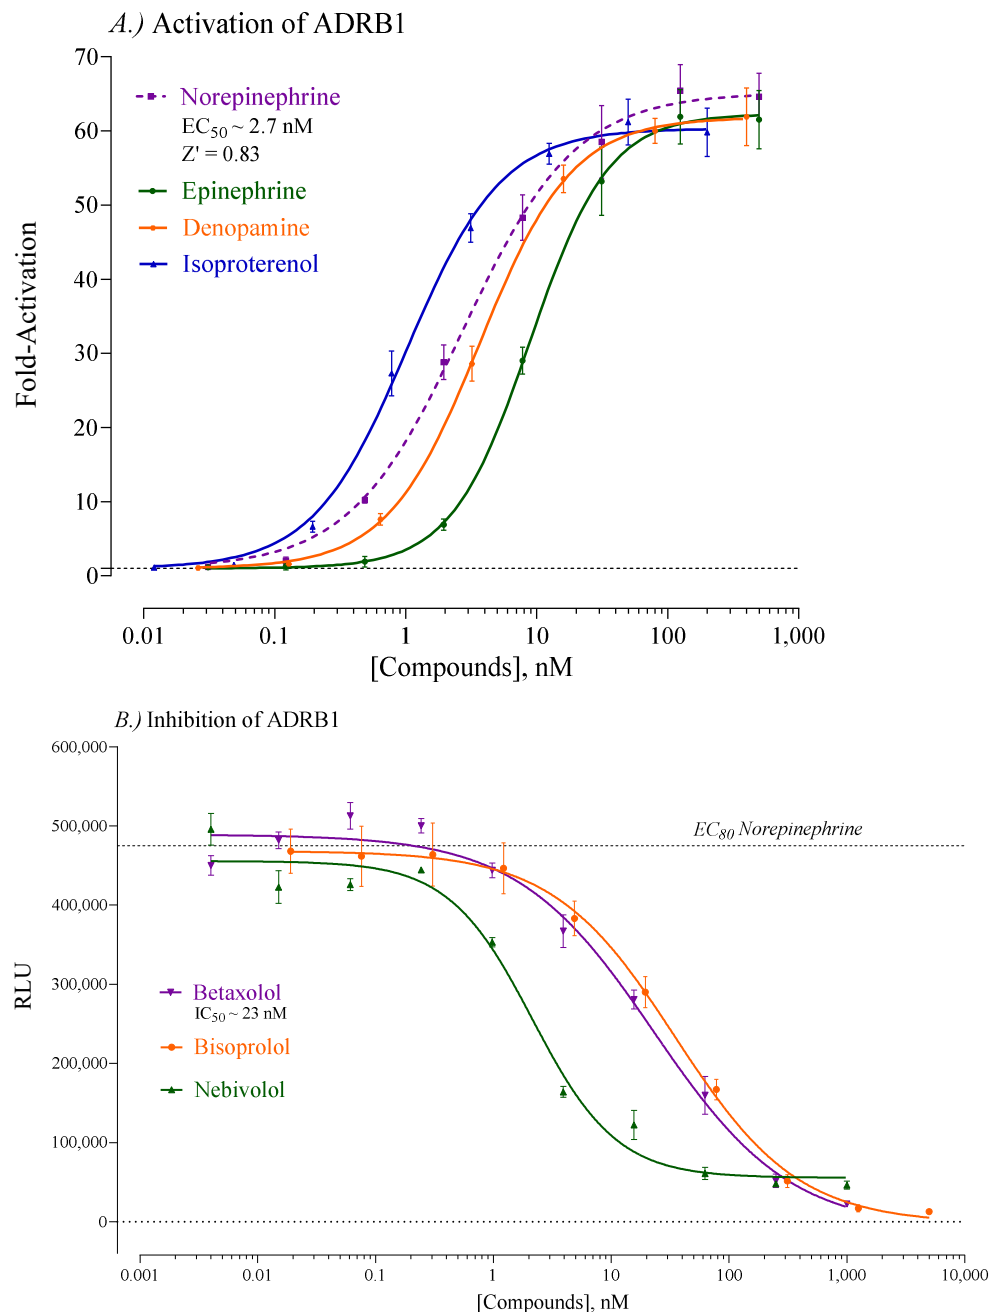 A.) Activation of ADRB1
70
60
50
40
30
20
10
0
Fold-Activation
Norepinephrine
EC50 ~ 2.7 nM
Z' = 0.83
Epinephrine
Denopamine
Isoproterenol
0.01 0.1 1 10 100 1,000
[Compounds], nM
B.) Inhibition of ADRB1
600,000
500,000
400,000
300,000
200,000
100,000
0
RLU
EC80 Norepinephrine
Betaxolol
IC50 ~ 23 nM
Bisoprolol
Nebivolol
0.001 0.01 0.1 1 10 100 1,000 10,000
[Compounds], nM